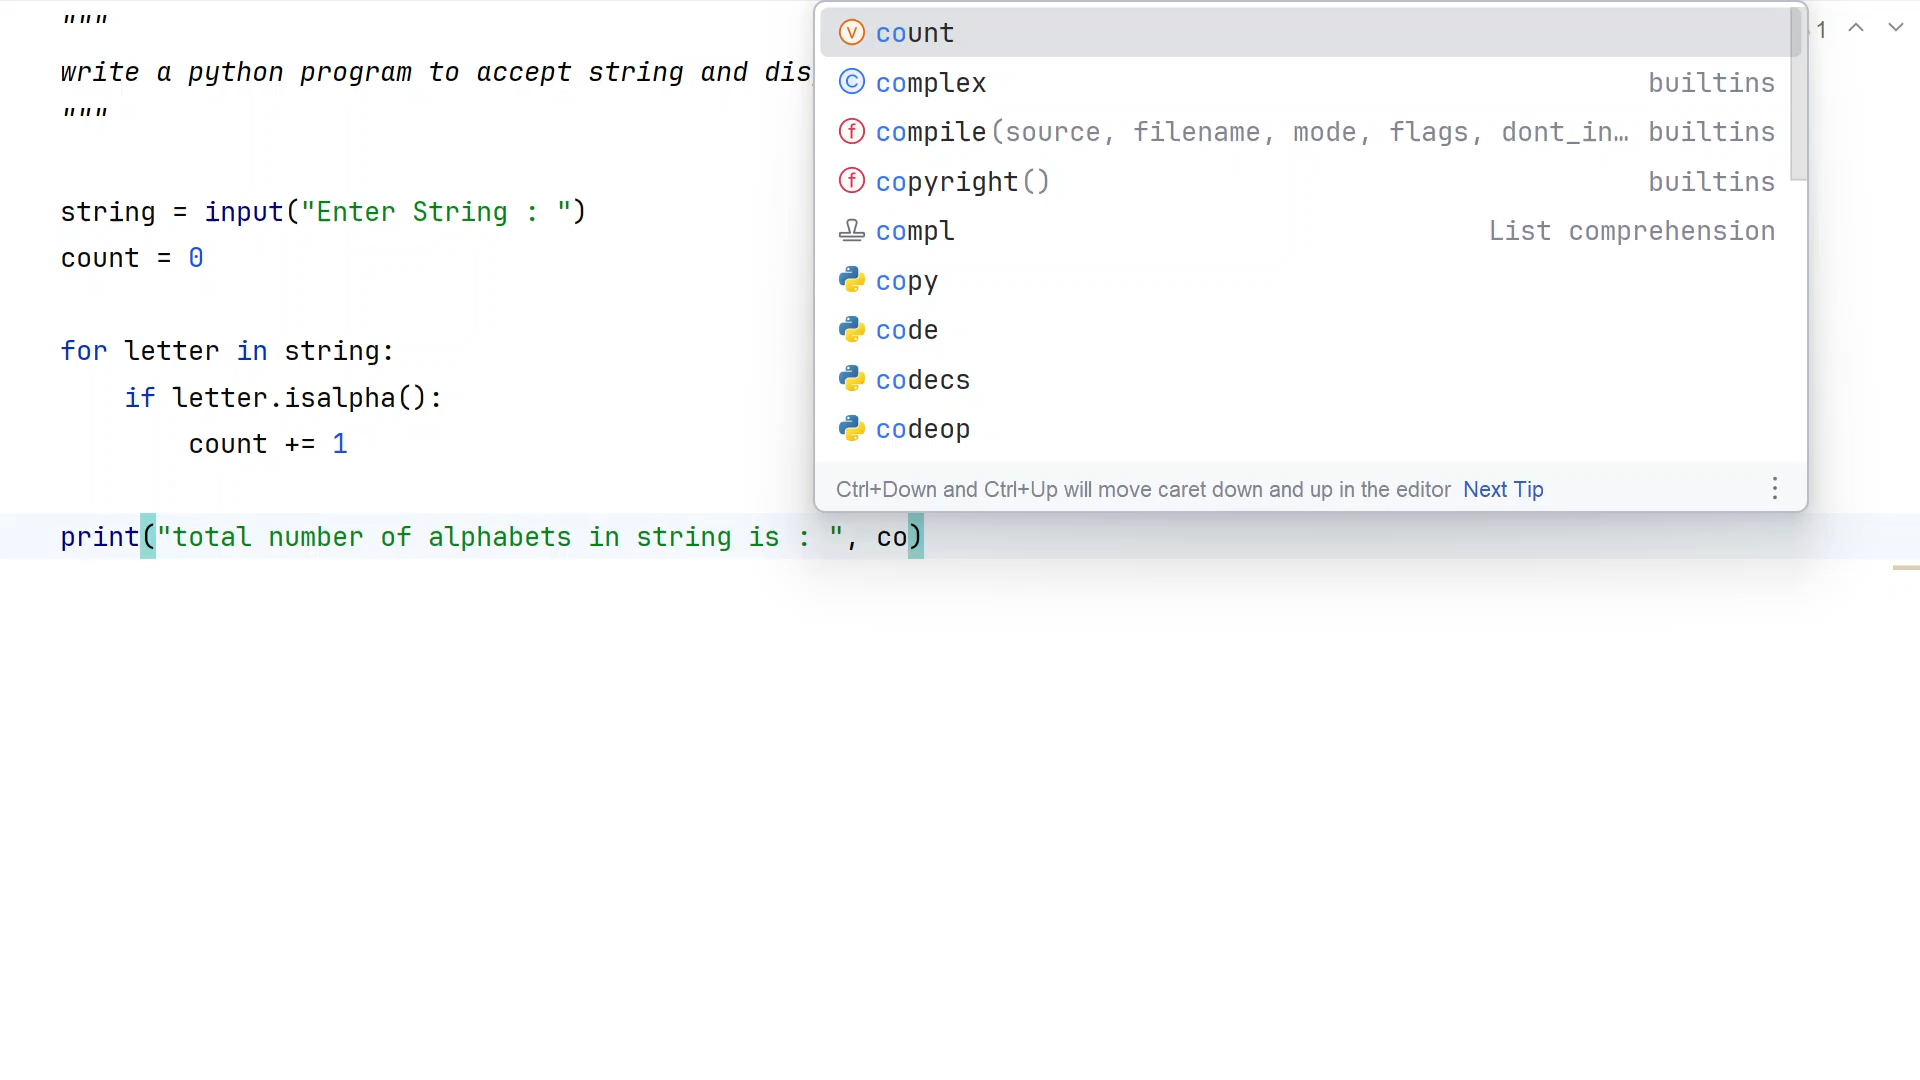 """
write a python program to accept string and dis
"""
string = input("Enter String : ")
count = 0
for letter in string:
if letter.isalpha():
count += 1
print("total number of alphabets in string is : ", co)
count
complex builtins
compile(source, filename, mode, flags, dont_in… builtins
copyright() builtins
compl List comprehension
copy
code
codecs
codeop
Ctrl+Down and Ctrl+Up will move caret down and up in the editor Next Tip
1